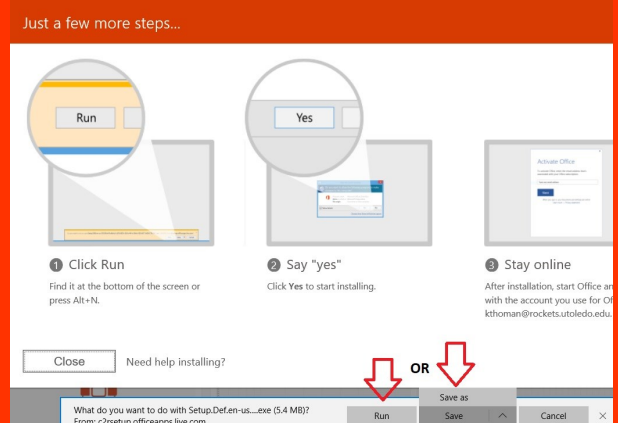 Just a few more steps...
Run
Yes
Activate Office
1 Click Run
Find it at the bottom of the screen or
press Alt+N.
2 Say "yes"
Click Yes to start installing.
3 Stay online
After installation, start Office an
with the account you use for Of
kthoman@rockets.utoledo.edu.
Close
Need help installing?
OR
Save as
What do you want to do with Setup.Def.en-us....exe (5.4 MB)?
From: c2rsetup.officeapps.live.com
Run
Save
Cancel